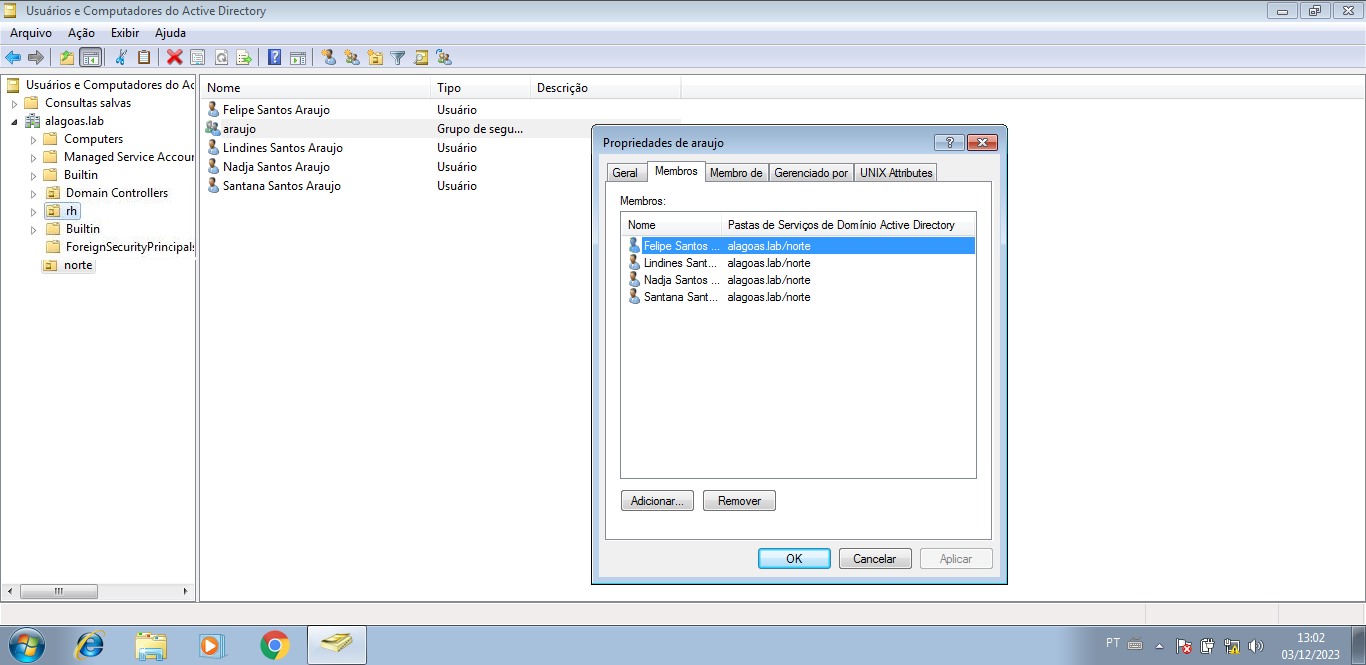 Usuários e Computadores do Active Directory
Arquivo Ação Exibir Ajuda
Usuários e Computadores do Ac
Consultas salvas
alagoas.lab
Computers
Managed Service Accour
Builtin
Domain Controllers
rh
Builtin
ForeignSecurityPrincipals
norte
Nome Tipo Descrição
Felipe Santos Araujo Usuário
araujo Grupo de segu...
Lindines Santos Araujo Usuário
Nadja Santos Araujo Usuário
Santana Santos Araujo Usuário
Propriedades de araujo
Geral Membros Membro de Gerenciado por UNIX Attributes
Membros:
Nome Pastas de Serviços de Domínio Active Directory
Felipe Santos ... alagoas.lab/norte
Lindines Sant... alagoas.lab/norte
Nadja Santos ... alagoas.lab/norte
Santana Sant... alagoas.lab/norte
Adicionar... Remover
OK Cancelar Aplicar
PT
13:02
03/12/2023